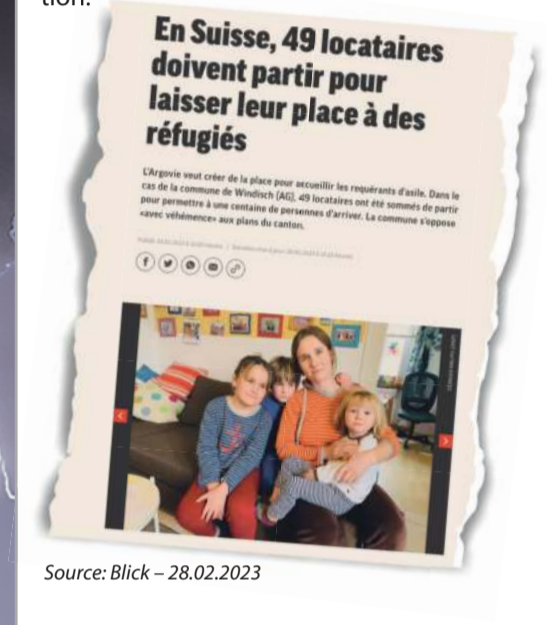 tion.
En Suisse, 49 locataires
doivent partir pour
laisser leur place à des
réfugiés
L'Argovie veut créer de la place pour accueillir les requérants d'asile. Dans le
cas de la commune de Windisch (AG), 49 locataires ont été sommés de partir
pour permettre à une centaine de personnes d'arriver. La commune s'oppose
«avec véhémence» aux plans du canton.
Source: Blick – 28.02.2023